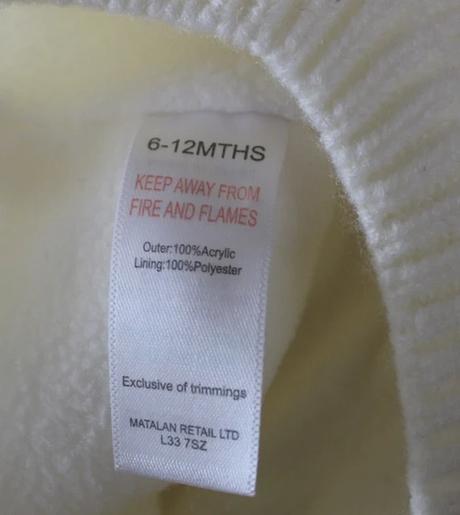 6-12MTHS
KEEP AWAY FROM
FIRE AND FLAMES
Outer:100%Acrylic
Lining:100%Polyester
Exclusive of trimmings
MATALAN RETAIL LTD
L33 7SZ